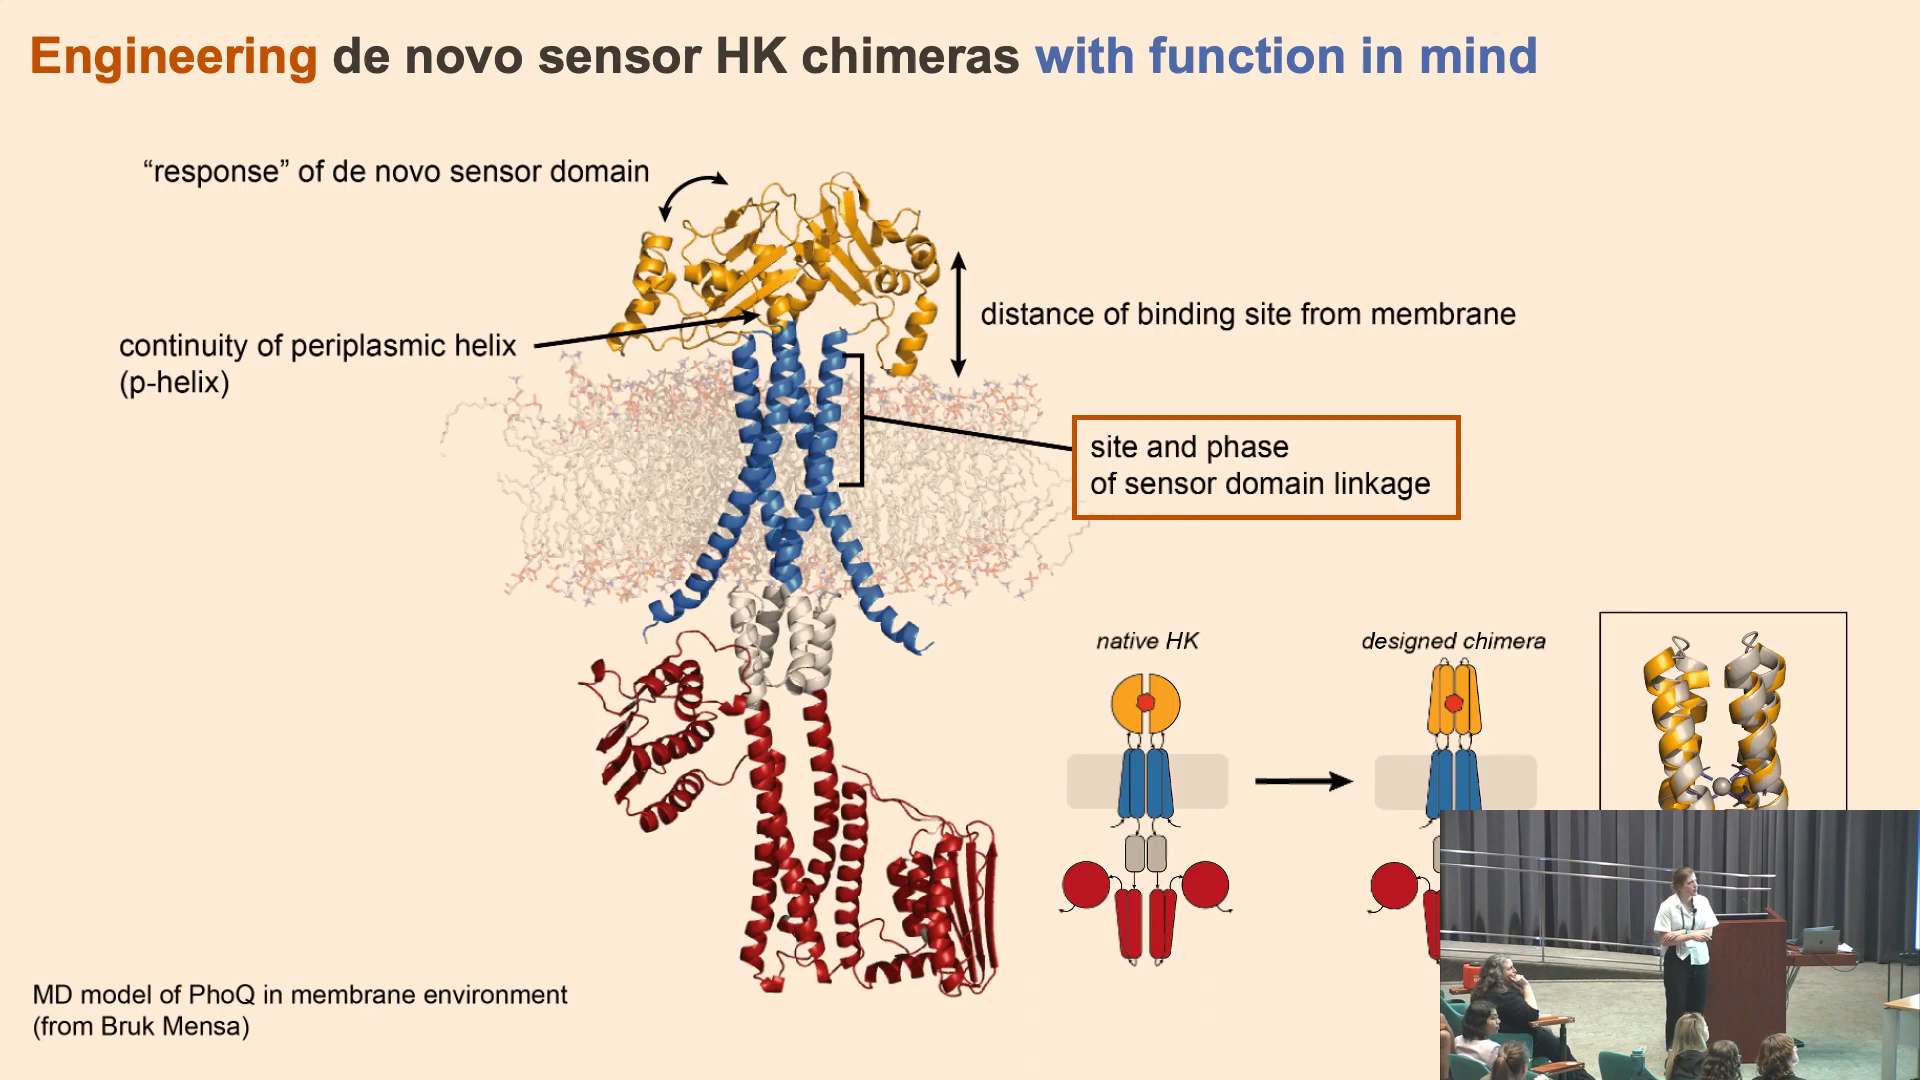 Engineering de novo sensor HK chimeras with function in mind
“response” of de novo sensor domain
continuity of periplasmic helix
(p-helix)
distance of binding site from membrane
site and phase
of sensor domain linkage
native HK
designed chimera
MD model of PhoQ in membrane environment
(from Bruk Mensa)